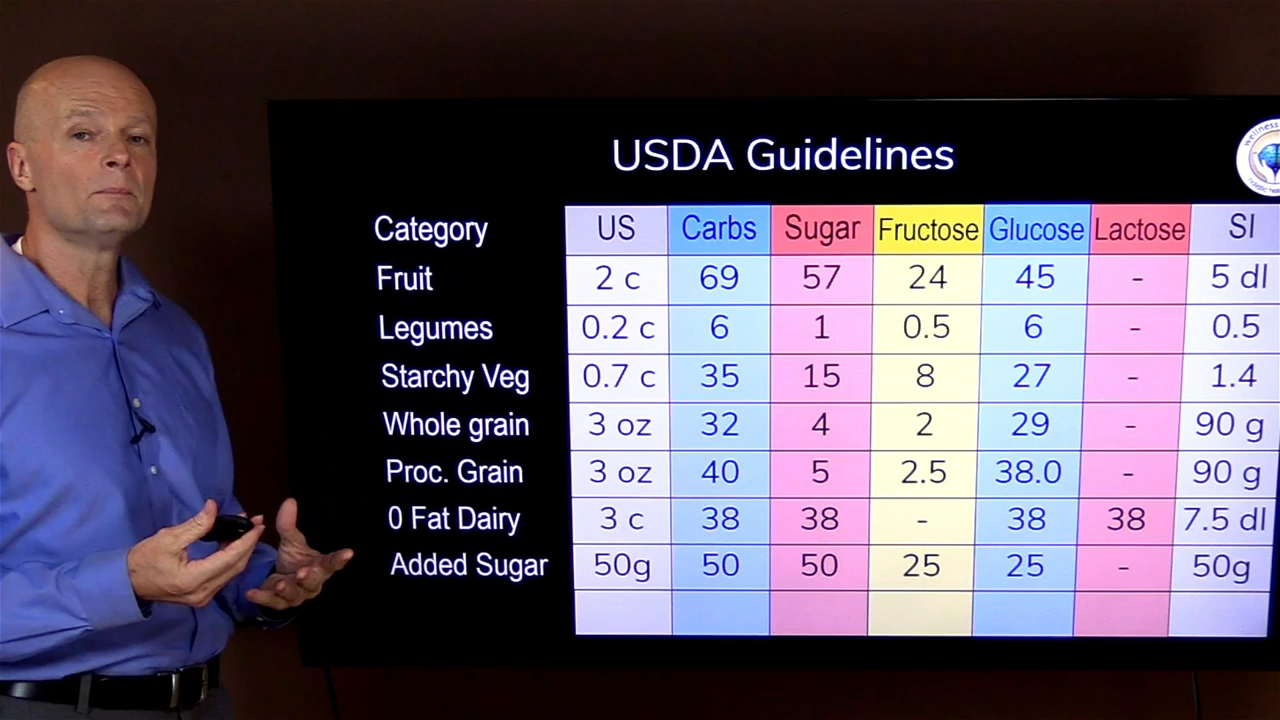 USDA Guidelines
wellness
Category US Carbs Sugar Fructose Glucose Lactose SI
Fruit 2 c 69 57 24 45 - 5 dl
Legumes 0.2 c 6 1 0.5 6 - 0.5
Starchy Veg 0.7 c 35 15 8 27 - 1.4
Whole grain 3 oz 32 4 2 29 - 90 g
Proc. Grain 3 oz 40 5 2.5 38.0 - 90 g
0 Fat Dairy 3 c 38 38 - 38 38 7.5 dl
Added Sugar 50g 50 50 25 25 - 50g